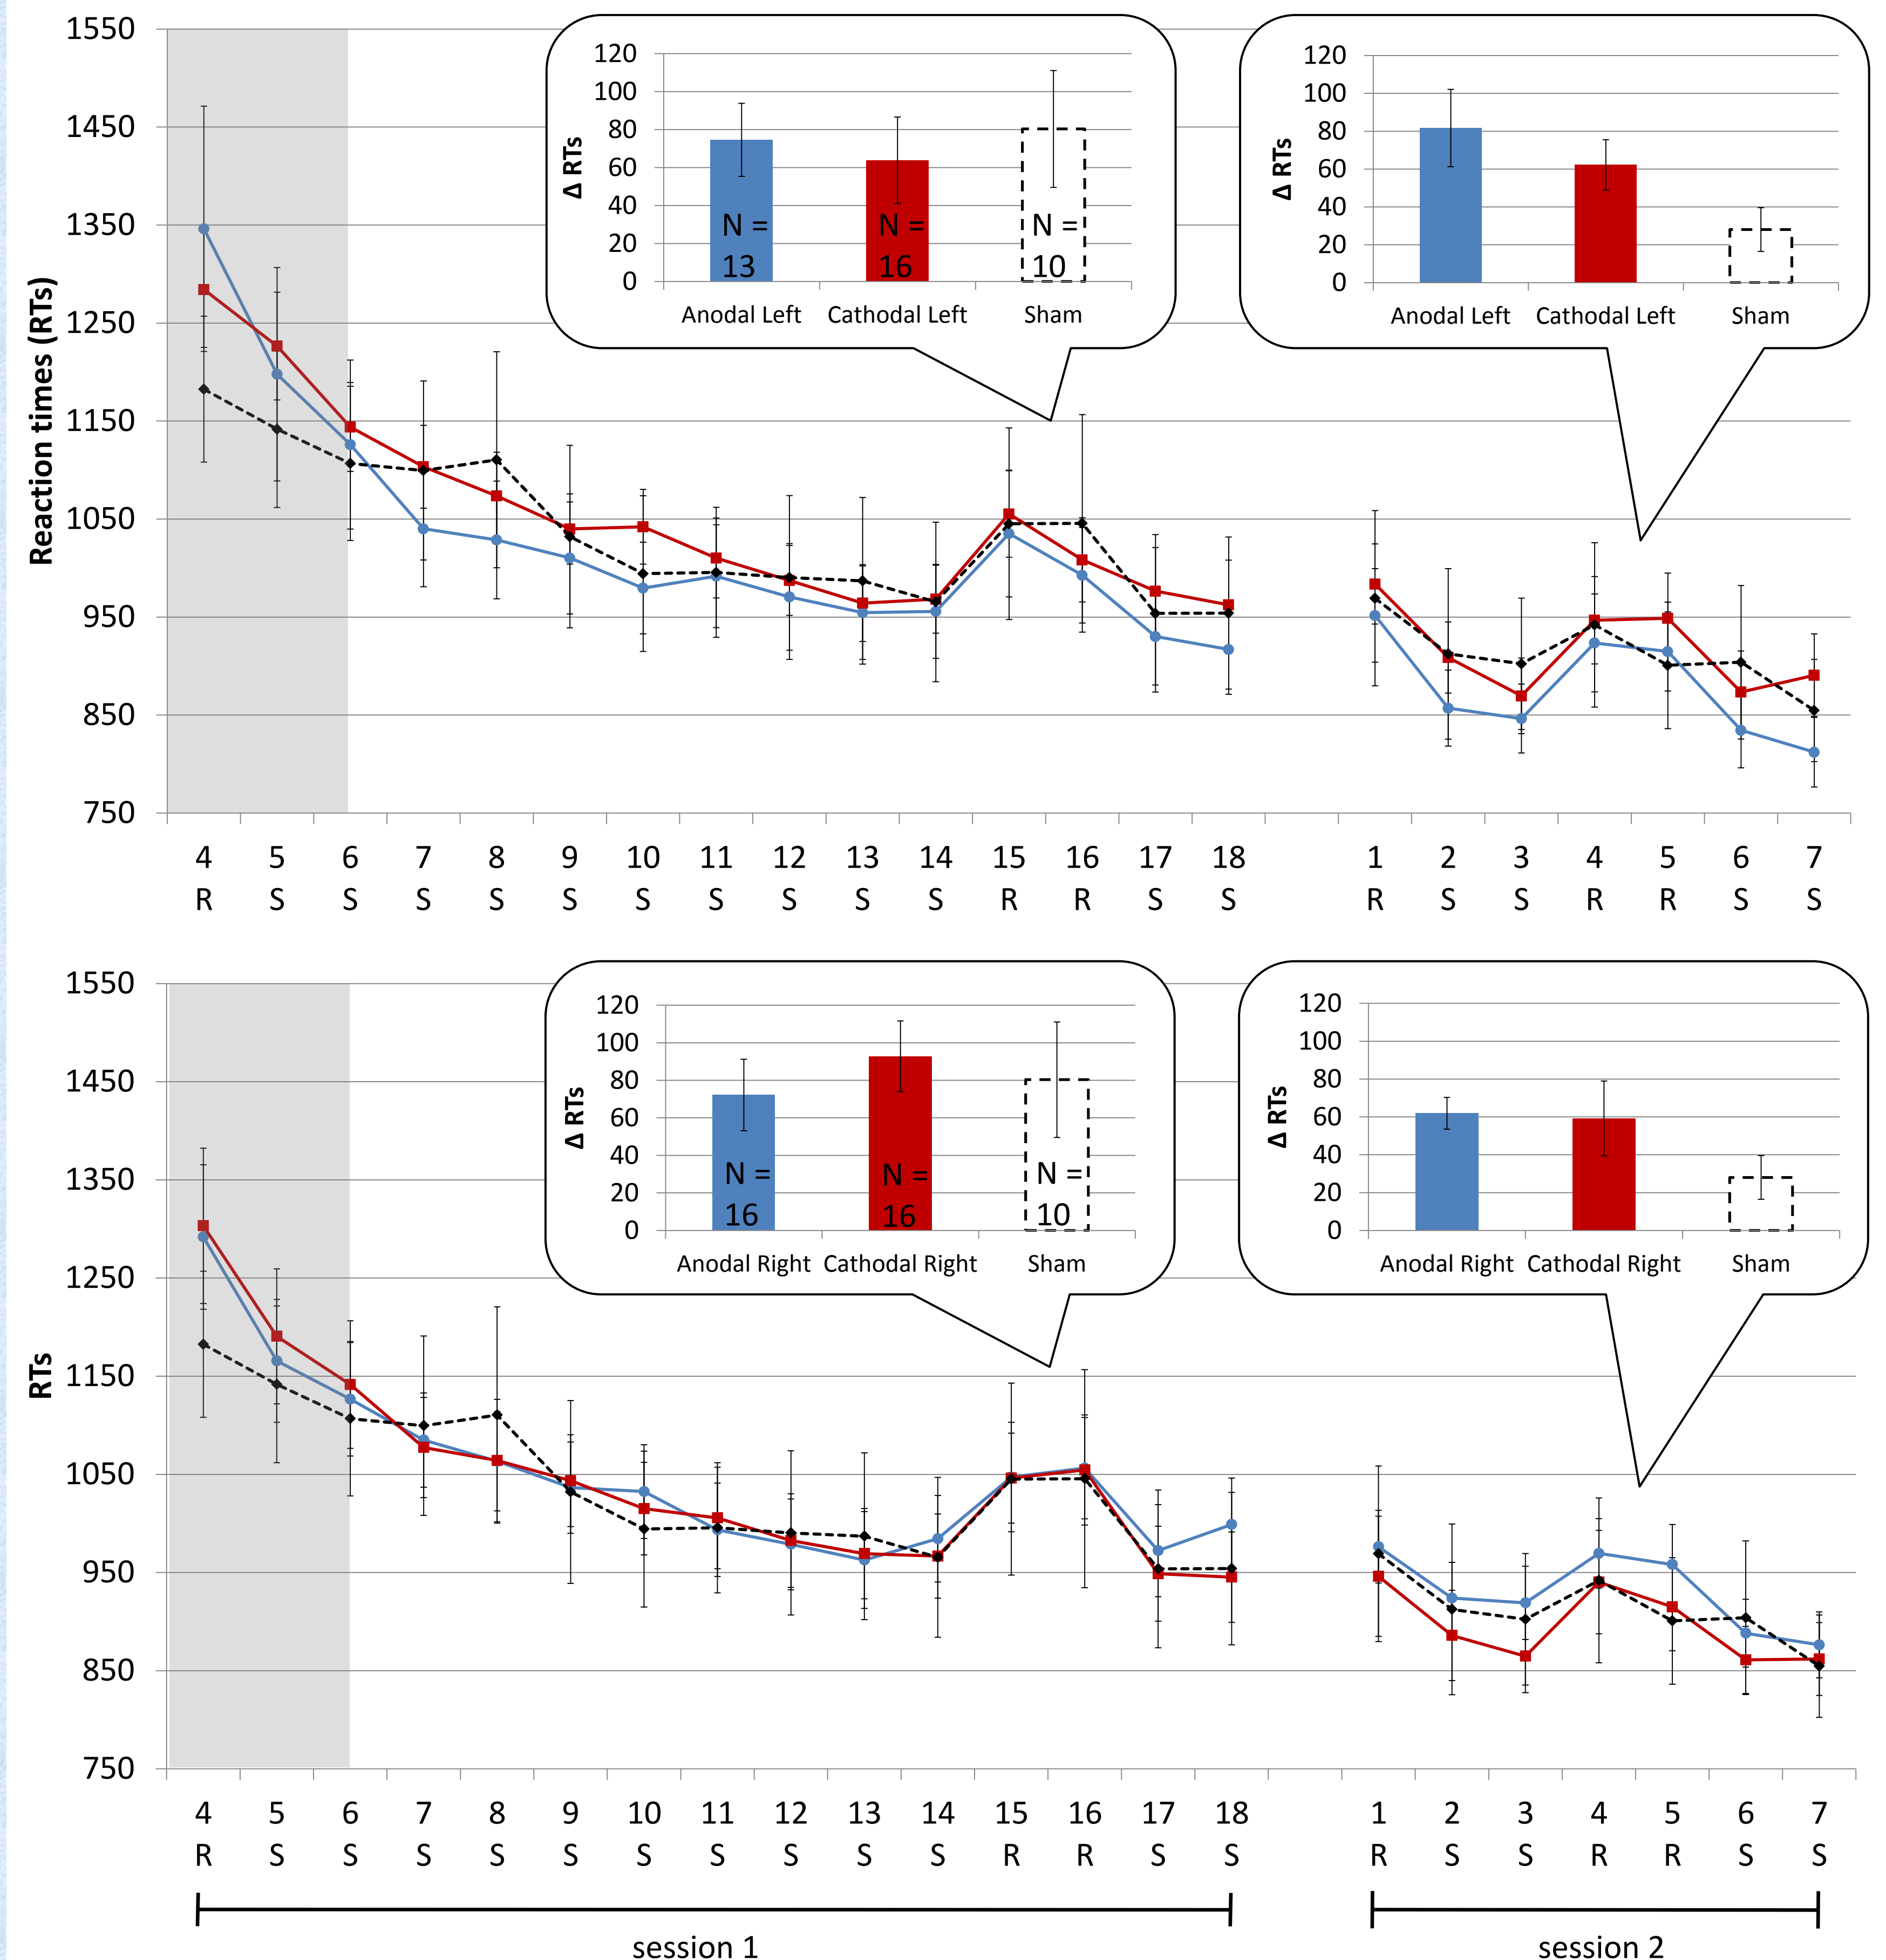 1550
1450
1350
1250
1150
1050
950
850
750
Reaction times (RTs)
120
100
80
60
40
20
0
Δ RTs
N = 13
N = 16
N = 10
Anodal Left Cathodal Left Sham
120
100
80
60
40
20
0
Δ RTs
Anodal Left Cathodal Left Sham
4 5 6 7 8 9 10 11 12 13 14 15 16 17 18 1 2 3 4 5 6 7
R S S S S S S S S S S R R S S R S S R R S S
1550
1450
1350
1250
1150
1050
950
850
750
RTs
120
100
80
60
40
20
0
Δ RTs
N = 16
N = 16
N = 10
Anodal Right Cathodal Right Sham
120
100
80
60
40
20
0
Δ RTs
Anodal Right Cathodal Right Sham
4 5 6 7 8 9 10 11 12 13 14 15 16 17 18 1 2 3 4 5 6 7
R S S S S S S S S S S R R S S R S S R R S S
session 1 session 2